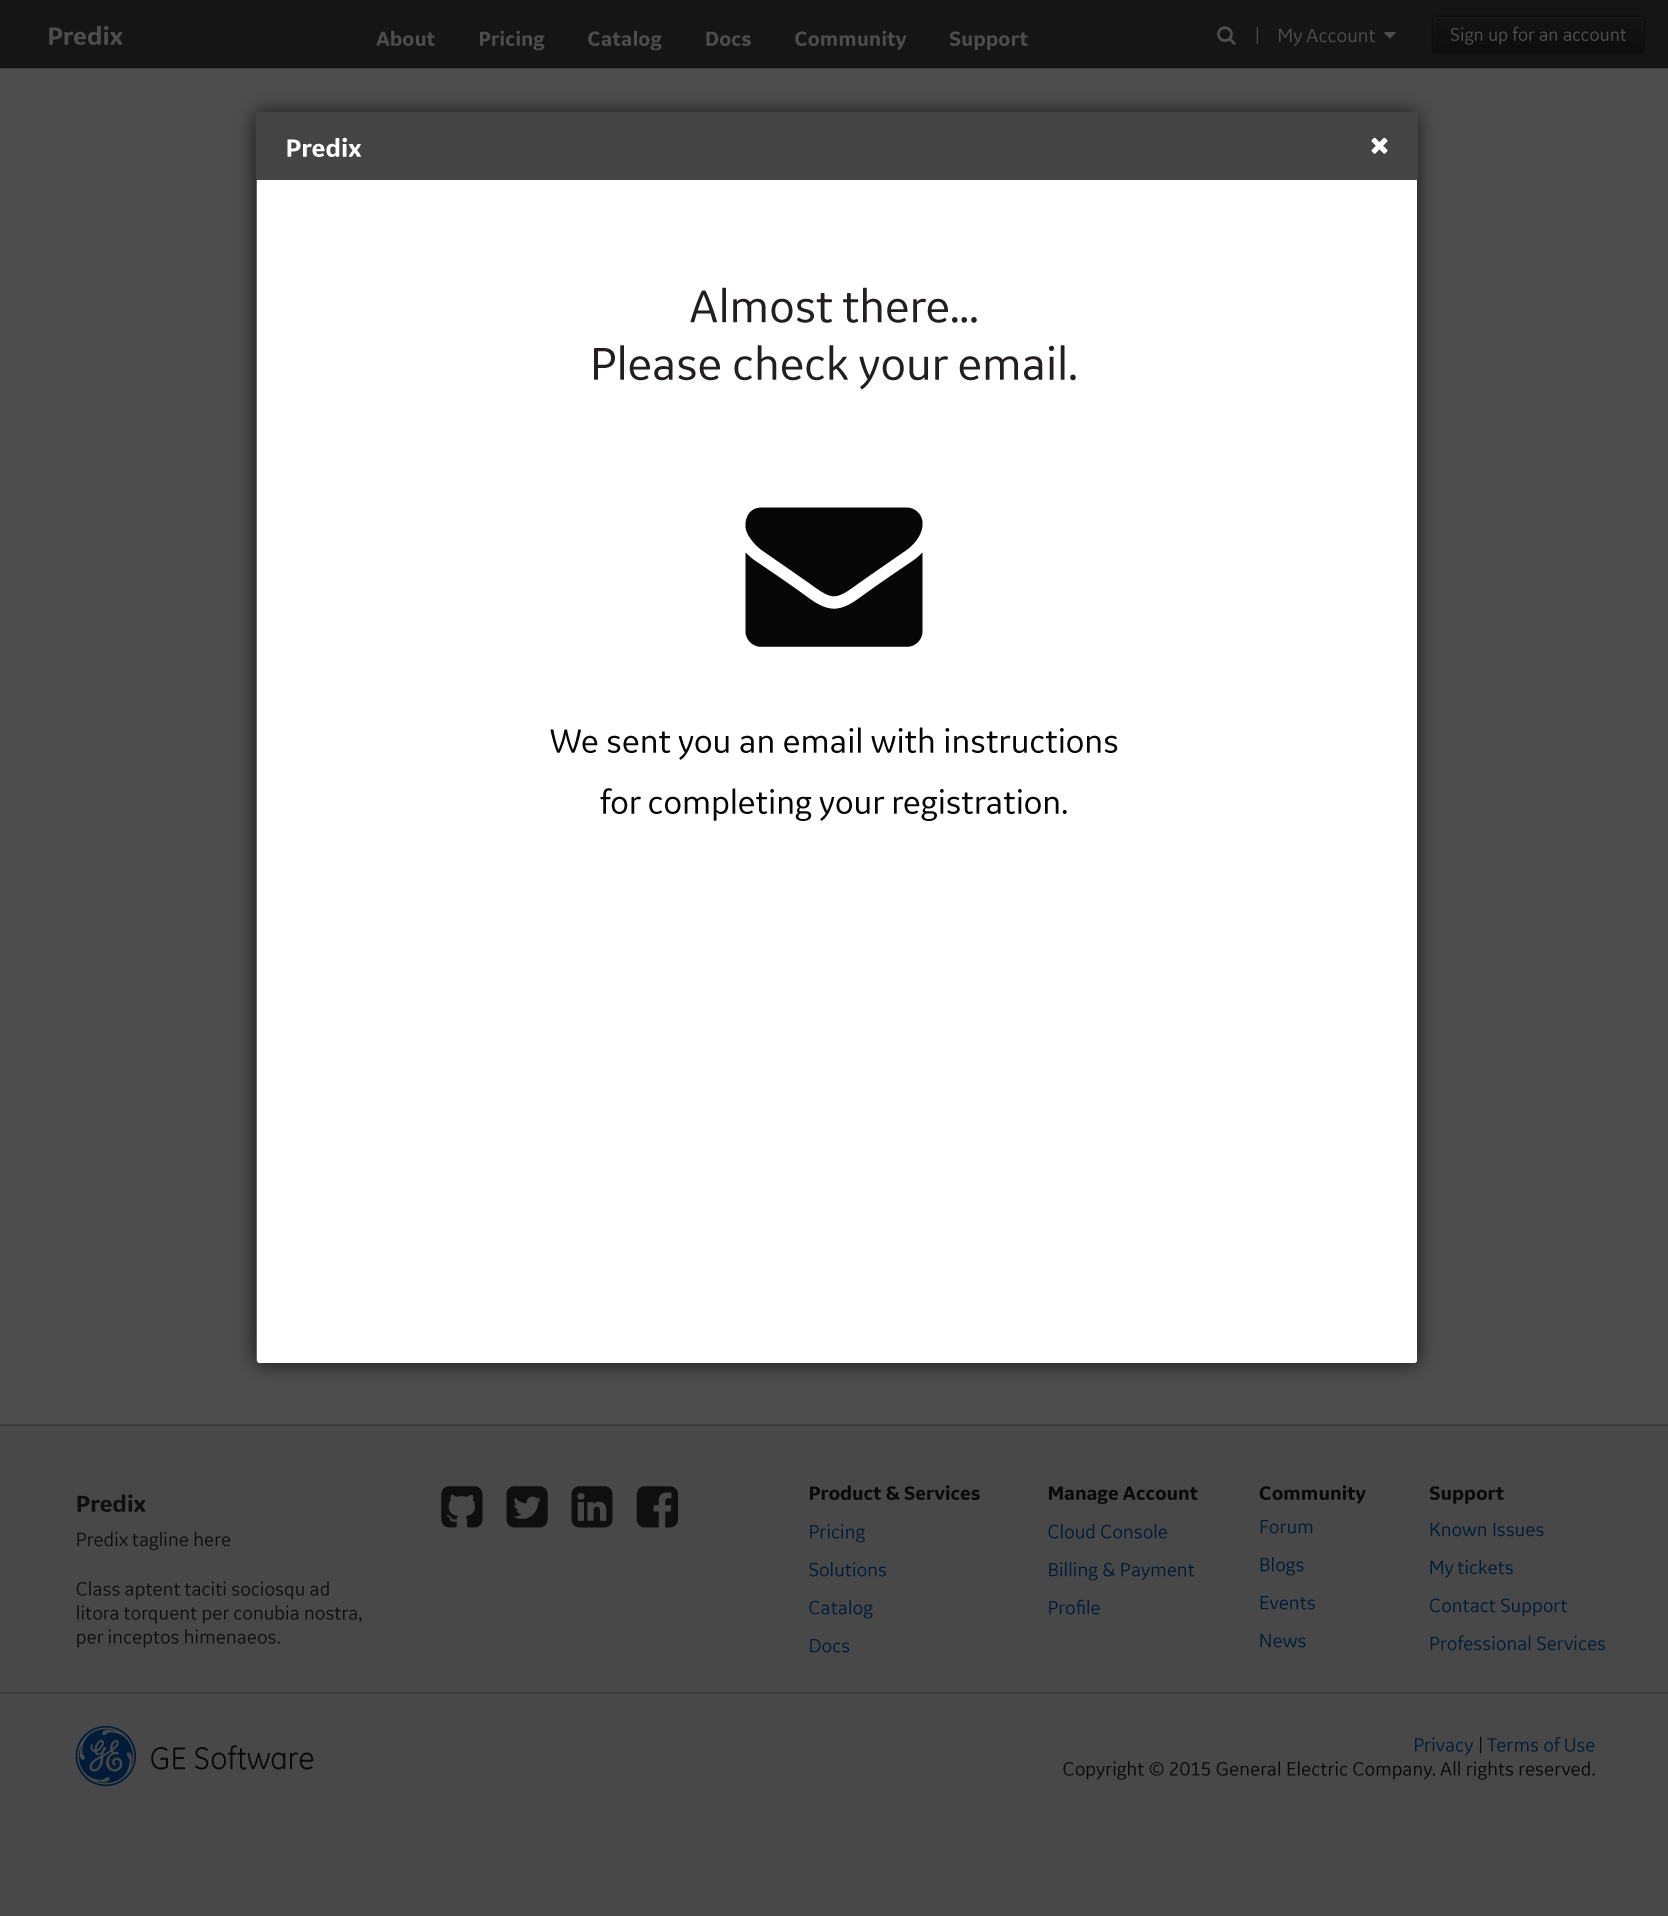 Predix
About
Pricing
Catalog
Docs
Community
Support
|
My Account
Sign up for an account
Predix
Almost there...
Please check your email.
We sent you an email with instructions
for completing your registration.
Predix
Predix tagline here
Class aptent taciti sociosqu ad
litora torquent per conubia nostra,
per inceptos himenaeos.
Product & Services
Pricing
Solutions
Catalog
Docs
Manage Account
Cloud Console
Billing & Payment
Profile
Community
Forum
Blogs
Events
News
Support
Known Issues
My tickets
Contact Support
Professional Services
GE Software
Privacy | Terms of Use
Copyright © 2015 General Electric Company. All rights reserved.